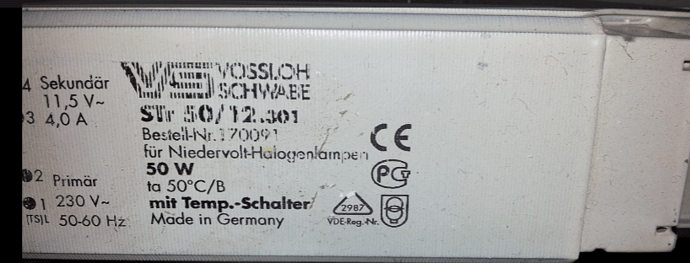 4 Sekundär
11,5 V~
3 4,0 A
2 Primär
1 230 V~
(TS)L 50-60 Hz
VS VOSSLOH
SCHWABE
STr 50/12.301
Bestell-Nr. 170091
für Niedervolt-Halogenlampen
50 W
ta 50°C/B
mit Temp.-Schalter
Made in Germany
CE
PC
2987
VDE-Reg.-Nr.